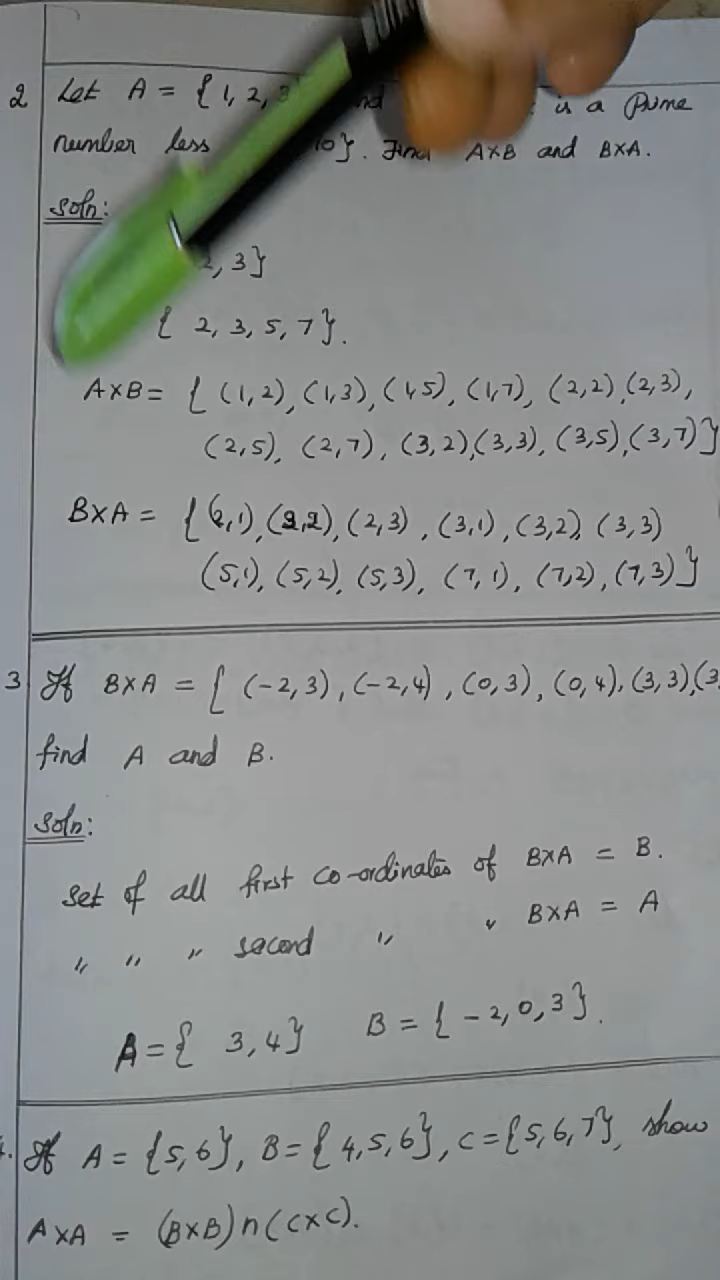 2 Let A = { 1, 2, 3 nd is a Prime
number less 10}. Find A×B and B×A.
Soln:
2, 3}
{ 2, 3, 5, 7}.
A×B = { (1,2), (1,3), (1,5), (1,7), (2,2), (2,3),
(2,5), (2,7), (3,2), (3,3), (3,5), (3,7)}
B×A = { (2,1), (2,2), (2,3), (3,1), (3,2), (3,3)
(5,1), (5,2), (5,3), (7,1), (7,2), (7,3)}
3 If B×A = { (-2,3), (-2,4), (0,3), (0,4), (3,3), (3
find A and B.
Soln:
Set of all first co-ordinates of B×A = B.
" " " second " " B×A = A
A = { 3,4} B = { -2, 0, 3}.
. If A = {5,6}, B = {4,5,6}, C = {5,6,7}, show
A×A = (B×B) ∩ (C×C).